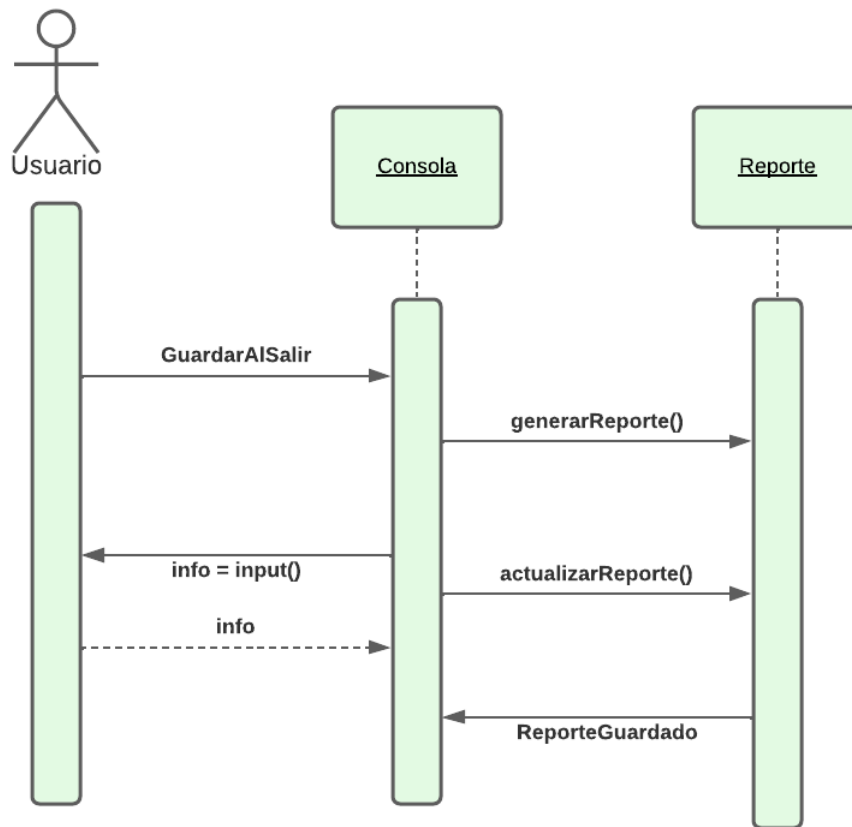 Usuario
Consola
Reporte
GuardarAlSalir
generarReporte()
info = input()
actualizarReporte()
info
ReporteGuardado